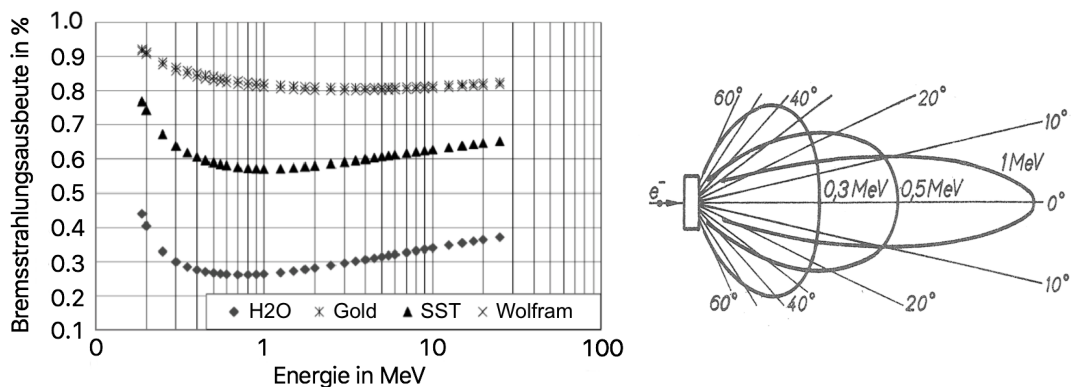 Bremsstrahlungsausbeute in %
1.0
0.9
0.8
0.7
0.6
0.5
0.4
0.3
0.2
0.1
H2O Gold SST Wolfram
0 1 10 100
Energie in MeV
60° 40° 20° 10°
1 MeV
e⁻ 0,3 MeV 0,5 MeV 0°
10°
60° 40° 20°